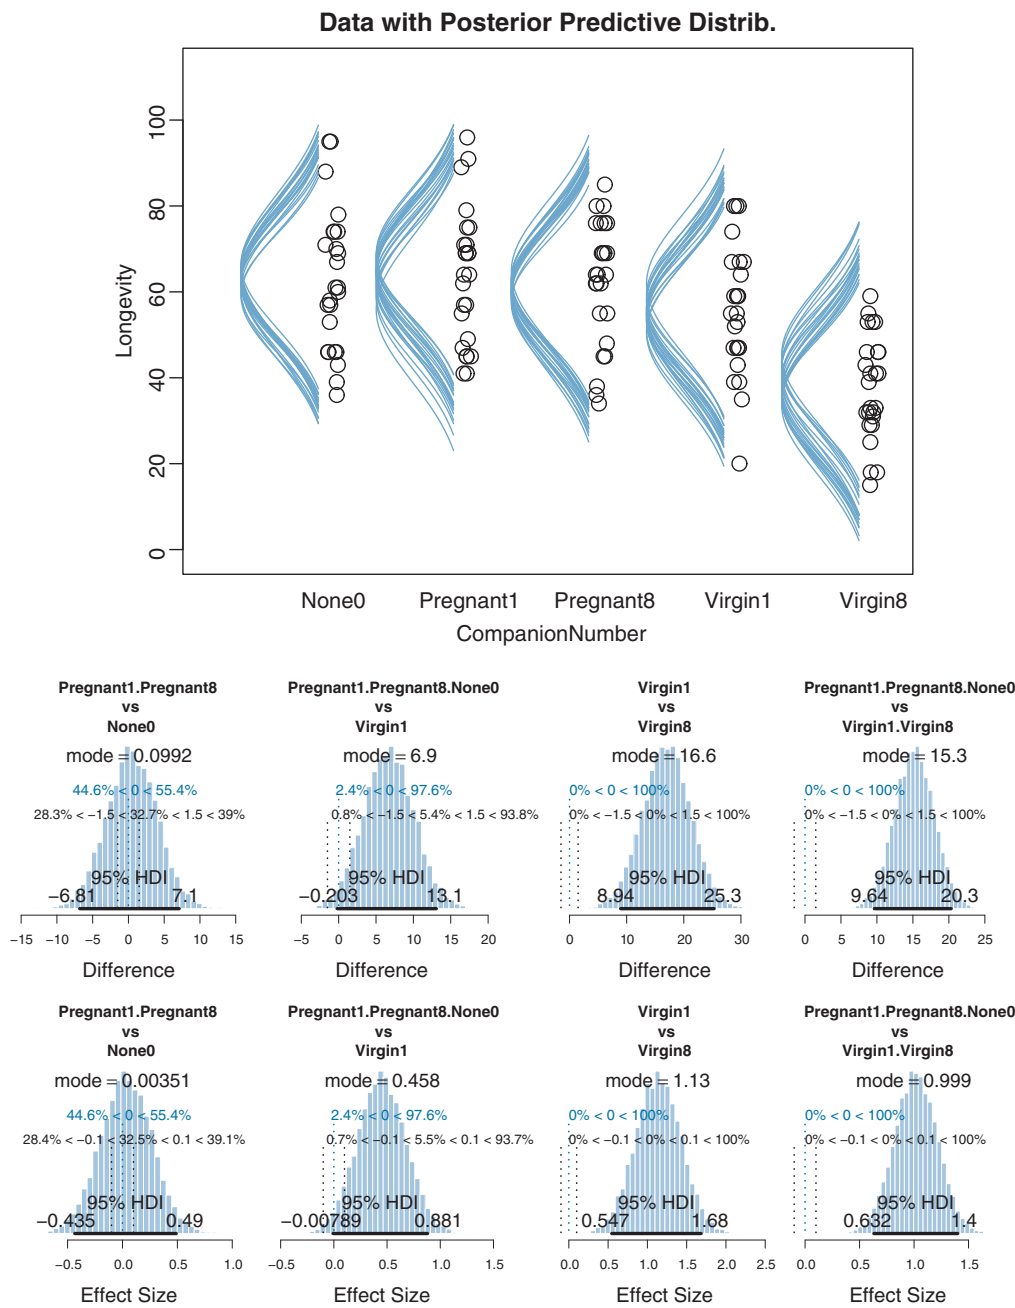 Data with Posterior Predictive Distrib.
Longevity
100
80
60
40
20
0
None0 Pregnant1 Pregnant8 Virgin1 Virgin8
CompanionNumber
Pregnant1.Pregnant8
vs
None0
mode = 0.0992
44.6% < 0 < 55.4%
28.3% < −1.5 < 32.7% < 1.5 < 39%
95% HDI
−6.81 7.1
−15 −10 −5 0 5 10 15
Difference
Pregnant1.Pregnant8.None0
vs
Virgin1
mode = 6.9
2.4% < 0 < 97.6%
0.8% < −1.5 < 5.4% < 1.5 < 93.8%
95% HDI
−0.203 13.1
−5 0 5 10 15 20
Difference
Virgin1
vs
Virgin8
mode = 16.6
0% < 0 < 100%
0% < −1.5 < 0% < 1.5 < 100%
95% HDI
8.94 25.3
0 10 20 30
Difference
Pregnant1.Pregnant8.None0
vs
Virgin1.Virgin8
mode = 15.3
0% < 0 < 100%
0% < −1.5 < 0% < 1.5 < 100%
95% HDI
9.64 20.3
0 5 10 15 20 25
Difference
Pregnant1.Pregnant8
vs
None0
mode = 0.00351
44.6% < 0 < 55.4%
28.4% < −0.1 < 32.5% < 0.1 < 39.1%
95% HDI
−0.435 0.49
−0.5 0.0 0.5 1.0
Effect Size
Pregnant1.Pregnant8.None0
vs
Virgin1
mode = 0.458
2.4% < 0 < 97.6%
0.7% < −0.1 < 5.5% < 0.1 < 93.7%
95% HDI
−0.00789 0.881
−0.5 0.0 0.5 1.0 1.5
Effect Size
Virgin1
vs
Virgin8
mode = 1.13
0% < 0 < 100%
0% < −0.1 < 0% < 0.1 < 100%
95% HDI
0.547 1.68
0.0 0.5 1.0 1.5 2.0 2.5
Effect Size
Pregnant1.Pregnant8.None0
vs
Virgin1.Virgin8
mode = 0.999
0% < 0 < 100%
0% < −0.1 < 0% < 0.1 < 100%
95% HDI
0.632 1.4
0.0 0.5 1.0 1.5
Effect Size